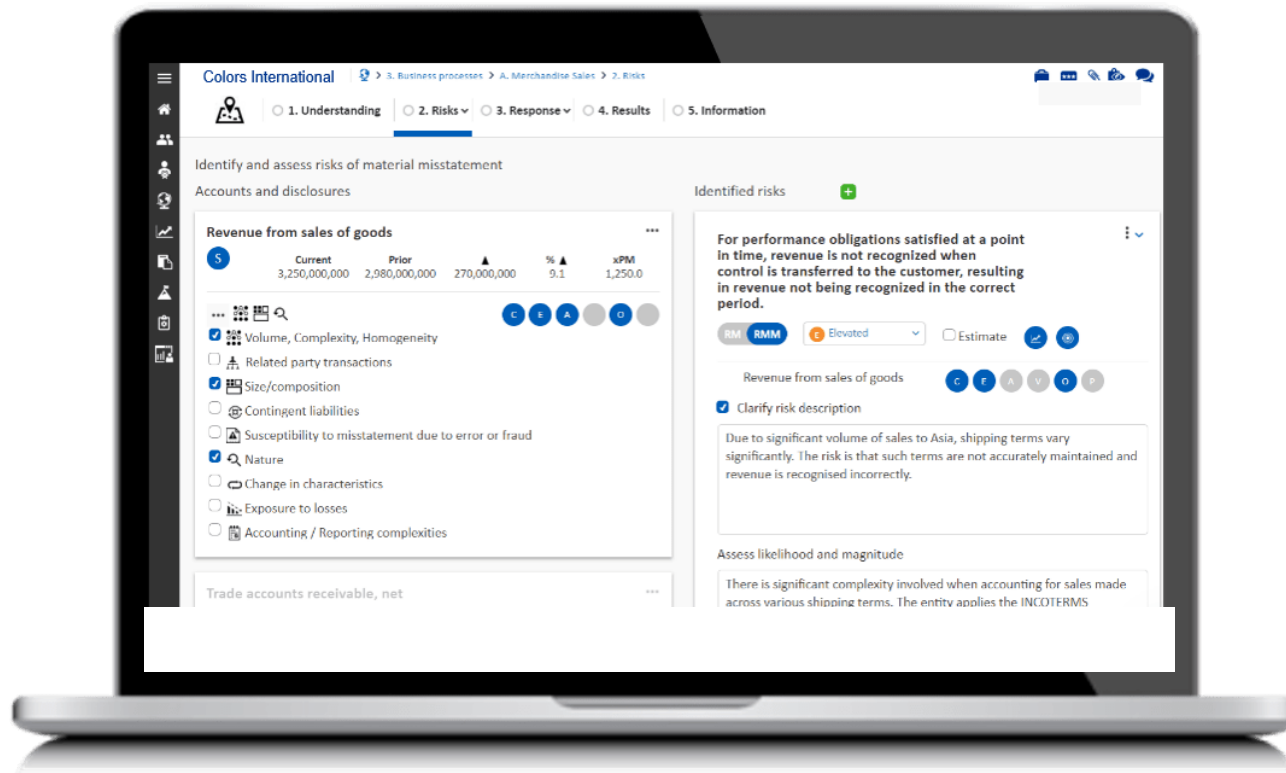 Colors International
> 3. Business processes > A. Merchandise Sales > 2. Risks
1. Understanding
2. Risks
3. Response
4. Results
5. Information
Identify and assess risks of material misstatement
Accounts and disclosures
Revenue from sales of goods
S
Current Prior ▲ % ▲ xPM
3,250,000,000 2,980,000,000 270,000,000 9.1 1,250.0
C E A O
Volume, Complexity, Homogeneity
Related party transactions
Size/composition
Contingent liabilities
Susceptibility to misstatement due to error or fraud
Nature
Change in characteristics
Exposure to losses
Accounting / Reporting complexities
Trade accounts receivable, net
Identified risks
For performance obligations satisfied at a point
in time, revenue is not recognized when
control is transferred to the customer, resulting
in revenue not being recognized in the correct
period.
RM RMM
E Elevated
Estimate
Revenue from sales of goods
C E A V O P
Clarify risk description
Due to significant volume of sales to Asia, shipping terms vary
significantly. The risk is that such terms are not accurately maintained and
revenue is recognised incorrectly.
Assess likelihood and magnitude
There is significant complexity involved when accounting for sales made
across various shipping terms. The entity applies the INCOTERMS